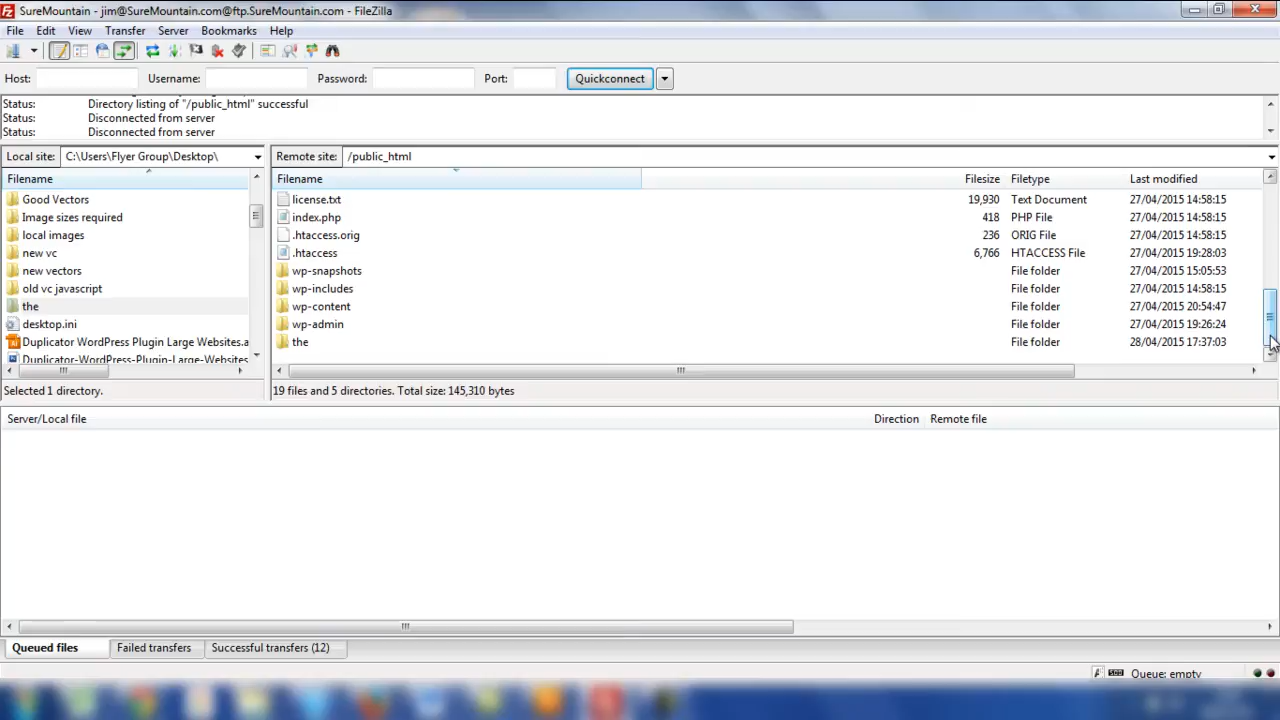 SureMountain - jim@SureMountain.com@ftp.SureMountain.com - FileZilla
File Edit View Transfer Server Bookmarks Help
Host: Username: Password: Port: Quickconnect
Status: Directory listing of "/public_html" successful
Status: Disconnected from server
Status: Disconnected from server
Local site: C:\Users\Flyer Group\Desktop\ Remote site: /public_html
Filename Filename Filesize Filetype Last modified
Good Vectors license.txt 19,930 Text Document 27/04/2015 14:58:15
Image sizes required index.php 418 PHP File 27/04/2015 14:58:15
local images .htaccess.orig 236 ORIG File 27/04/2015 14:58:15
new vc .htaccess 6,766 HTACCESS File 27/04/2015 19:28:03
new vectors wp-snapshots File folder 27/04/2015 15:05:53
old vc javascript wp-includes File folder 27/04/2015 14:58:15
the wp-content File folder 27/04/2015 20:54:47
desktop.ini wp-admin File folder 27/04/2015 19:26:24
Duplicator WordPress Plugin Large Websites.a the File folder 28/04/2015 17:37:03
Duplicator-WordPress-Plugin-Large-Websites
Selected 1 directory. 19 files and 5 directories. Total size: 145,310 bytes
Server/Local file Direction Remote file
Queued files Failed transfers Successful transfers (12)
Queue: empty